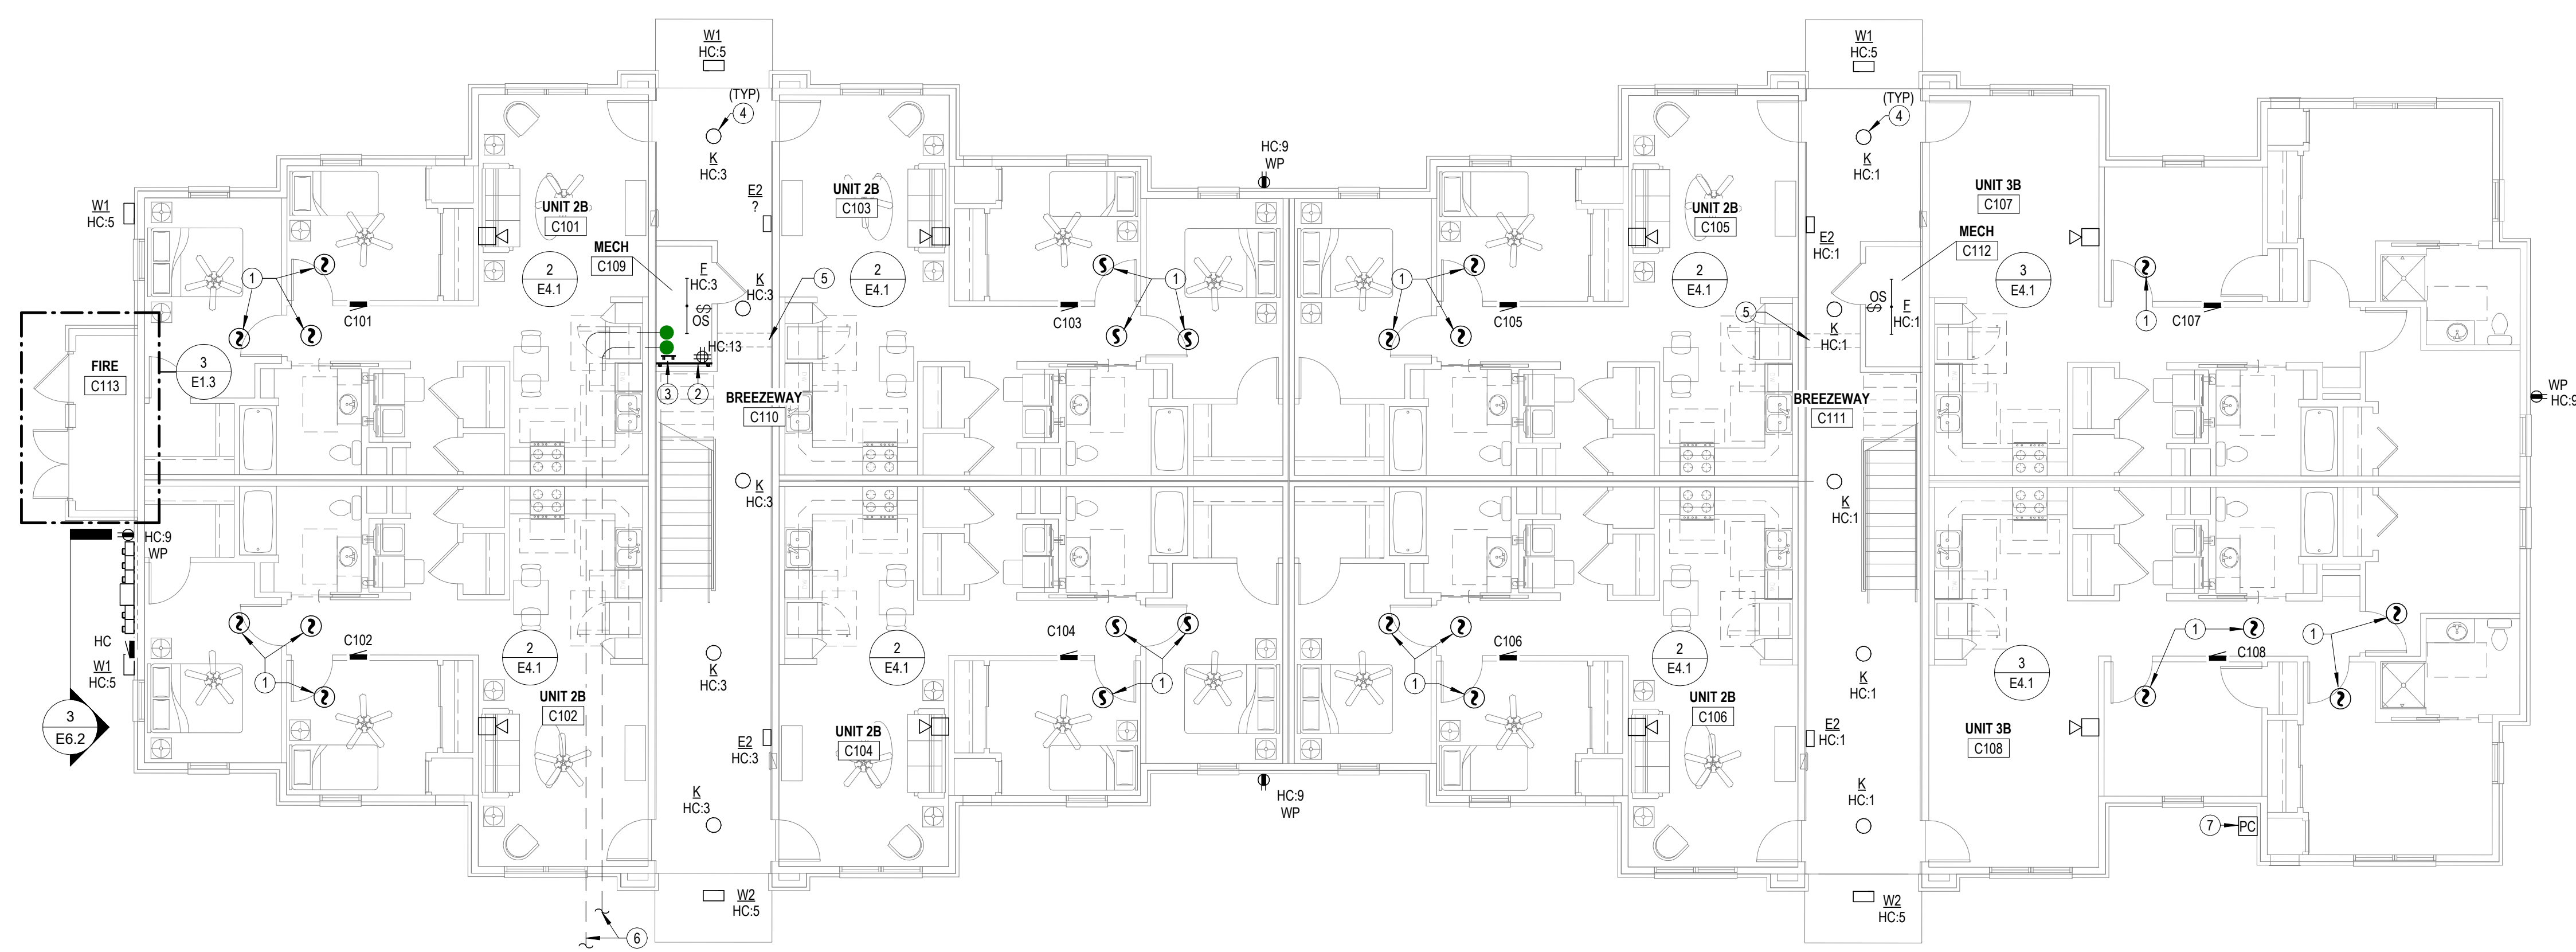 W1
HC:5
W1
HC:5
(TYP)
4
(TYP)
4
K
HC:3
K
HC:1
HC:9
WP
W1
HC:5
UNIT 2B
C101
E2
?
UNIT 2B
C103
UNIT 2B
C105
E2
HC:1
UNIT 3B
C107
MECH
C109
MECH
C112
1
2
E4.1
F
HC:3
K
HC:3
5
2
E4.1
1
1
2
E4.1
OS
$
F
HC:1
3
E4.1
C101
$
OS
C103
C105
5
K
HC:1
1
C107
FIRE
C113
3
E1.3
HC:13
3
2
BREEZEWAY
C110
BREEZEWAY
C111
WP
HC:9
K
HC:3
K
HC:1
HC:9
WP
HC
W1
HC:5
1
C102
2
E4.1
K
HC:3
2
E4.1
C104
1
1
C106
2
E4.1
K
HC:1
3
E4.1
1
C108
1
3
E6.2
UNIT 2B
C102
E2
HC:3
UNIT 2B
C104
UNIT 2B
C106
E2
HC:1
UNIT 3B
C108
K
HC:3
HC:9
WP
K
HC:1
7
PC
W2
HC:5
W2
HC:5
6